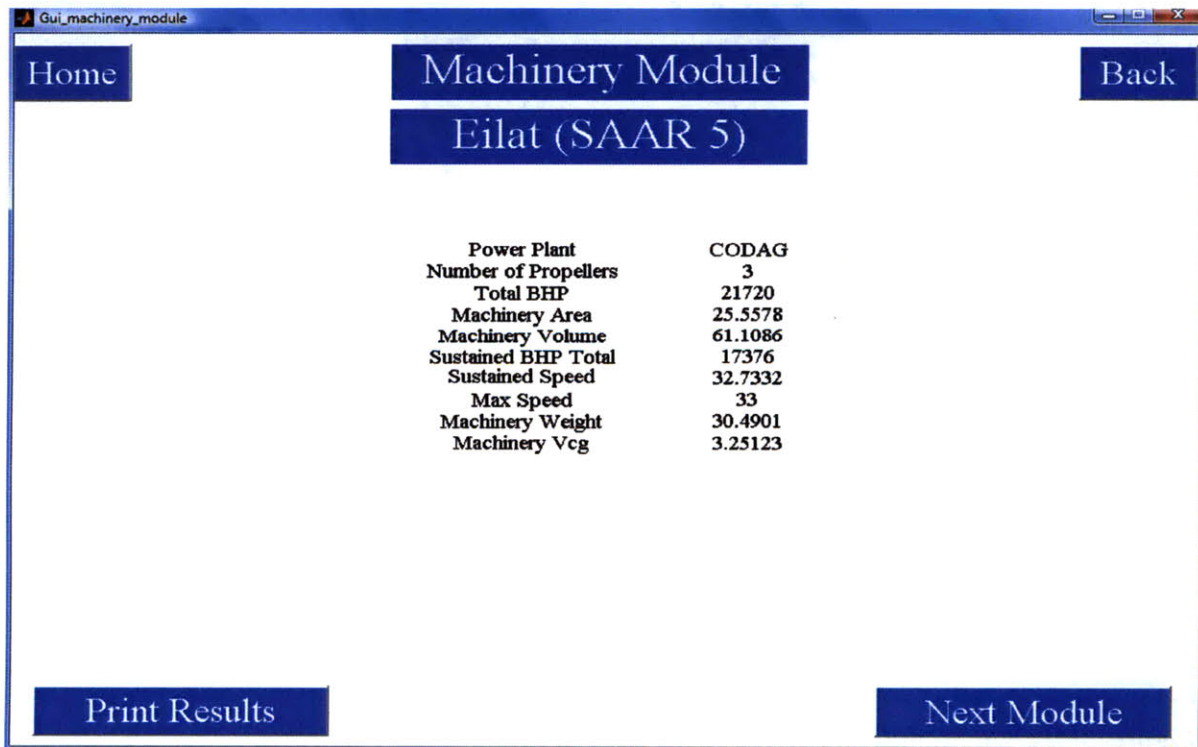 Gui_machinery_module
Home
Machinery Module
Back
Eilat (SAAR 5)
Power Plant CODAG
Number of Propellers 3
Total BHP 21720
Machinery Area 25.5578
Machinery Volume 61.1086
Sustained BHP Total 17376
Sustained Speed 32.7332
Max Speed 33
Machinery Weight 30.4901
Machinery Vcg 3.25123
Print Results
Next Module